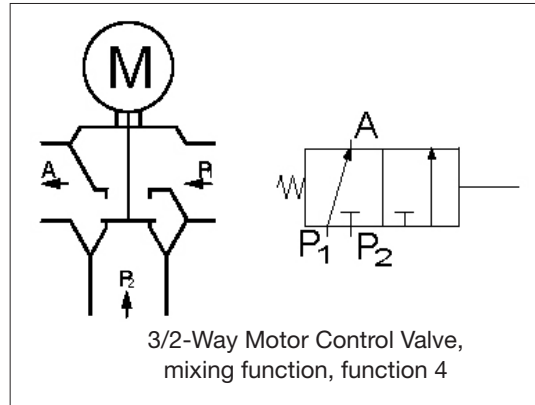 M
A
P1
P2
A
P1
P2
3/2-Way Motor Control Valve,
mixing function, function 4